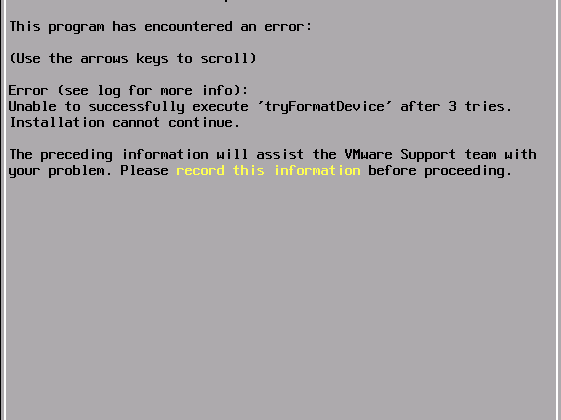 This program has encountered an error:
(Use the arrows keys to scroll)
Error (see log for more info):
Unable to successfully execute 'tryFormatDevice' after 3 tries.
Installation cannot continue.
The preceding information will assist the VMware Support team with
your problem. Please record this information before proceeding.